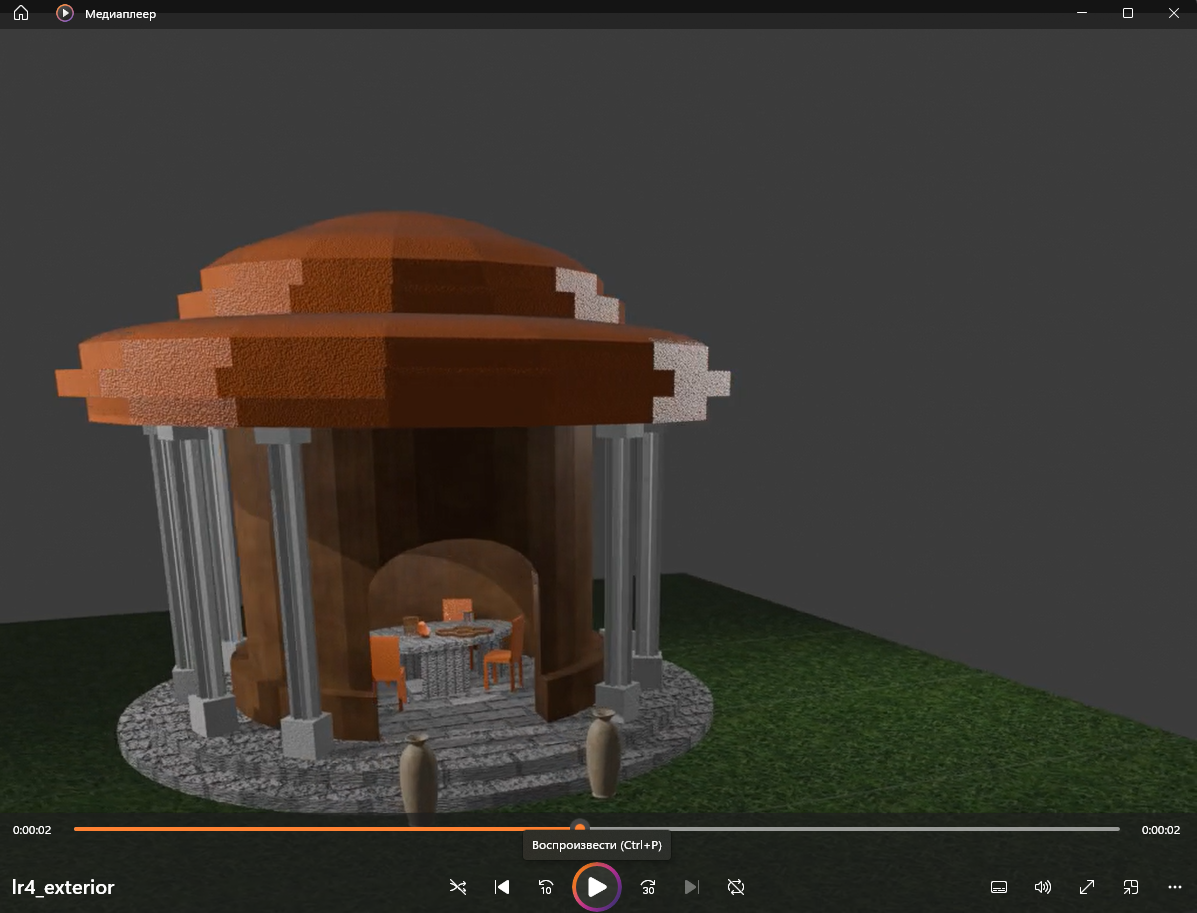 Медиаплеер
0:00:02
0:00:02
Воспроизвести (Ctrl+P)
lr4_exterior
10
30